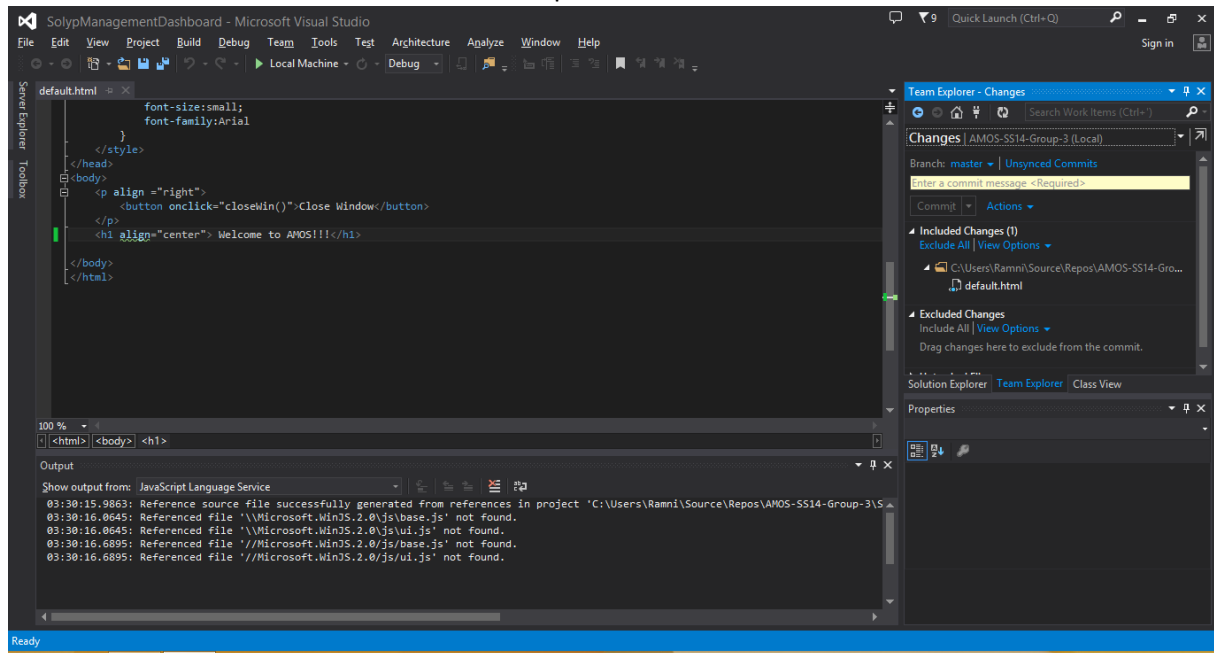 SolypManagementDashboard - Microsoft Visual Studio
9
Quick Launch (Ctrl+Q)
File Edit View Project Build Debug Team Tools Test Architecture Analyze Window Help
Sign in
Local Machine
Debug
Server Explorer
Toolbox
default.html
font-size:small;
font-family:Arial
}
</style>
</head>
<body>
<p align ="right">
<button onclick="closeWin()">Close Window</button>
</p>
<h1 align="center"> Welcome to AMOS!!!</h1>
</body>
</html>
100 %
<html> <body> <h1>
Output
Show output from: JavaScript Language Service
03:30:15.9863: Reference source file successfully generated from references in project 'C:\Users\Ramni\Source\Repos\AMOS-SS14-Group-3\S
03:30:16.0645: Referenced file '\\Microsoft.WinJS.2.0\js\base.js' not found.
03:30:16.0645: Referenced file '\\Microsoft.WinJS.2.0\js\ui.js' not found.
03:30:16.6895: Referenced file '//Microsoft.WinJS.2.0/js/base.js' not found.
03:30:16.6895: Referenced file '//Microsoft.WinJS.2.0/js/ui.js' not found.
Team Explorer - Changes
Search Work Items (Ctrl+')
Changes | AMOS-SS14-Group-3 (Local)
Branch: master | Unsynced Commits
Enter a commit message <Required>
Commit Actions
Included Changes (1)
Exclude All | View Options
C:\Users\Ramni\Source\Repos\AMOS-SS14-Gro...
default.html
Excluded Changes
Include All | View Options
Drag changes here to exclude from the commit.
Solution Explorer Team Explorer Class View
Properties
Ready